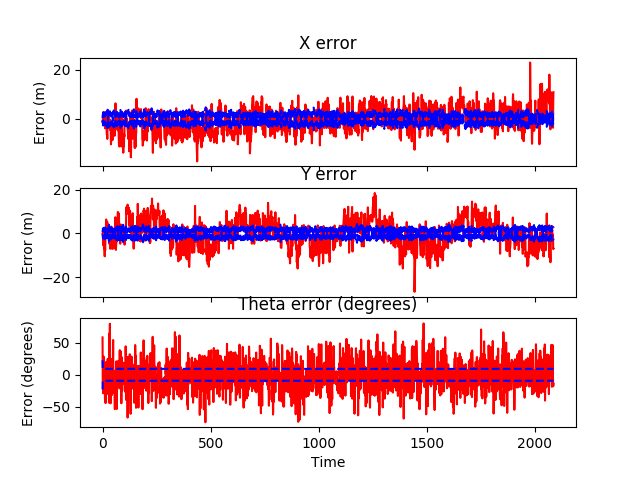 X error
20
0
Error (m)
Y error
20
0
−20
Error (m)
Theta error (degrees)
50
0
−50
Error (degrees)
0
500
1000
1500
2000
Time